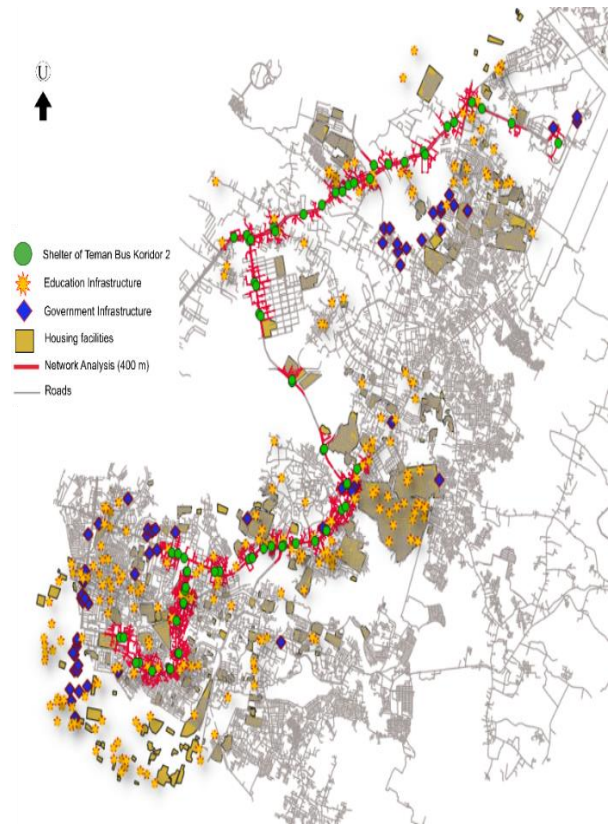 U
Shelter of Teman Bus Koridor 2
Education Infrastructure
Government Infrastructure
Housing facilities
Network Analysis (400 m)
Roads